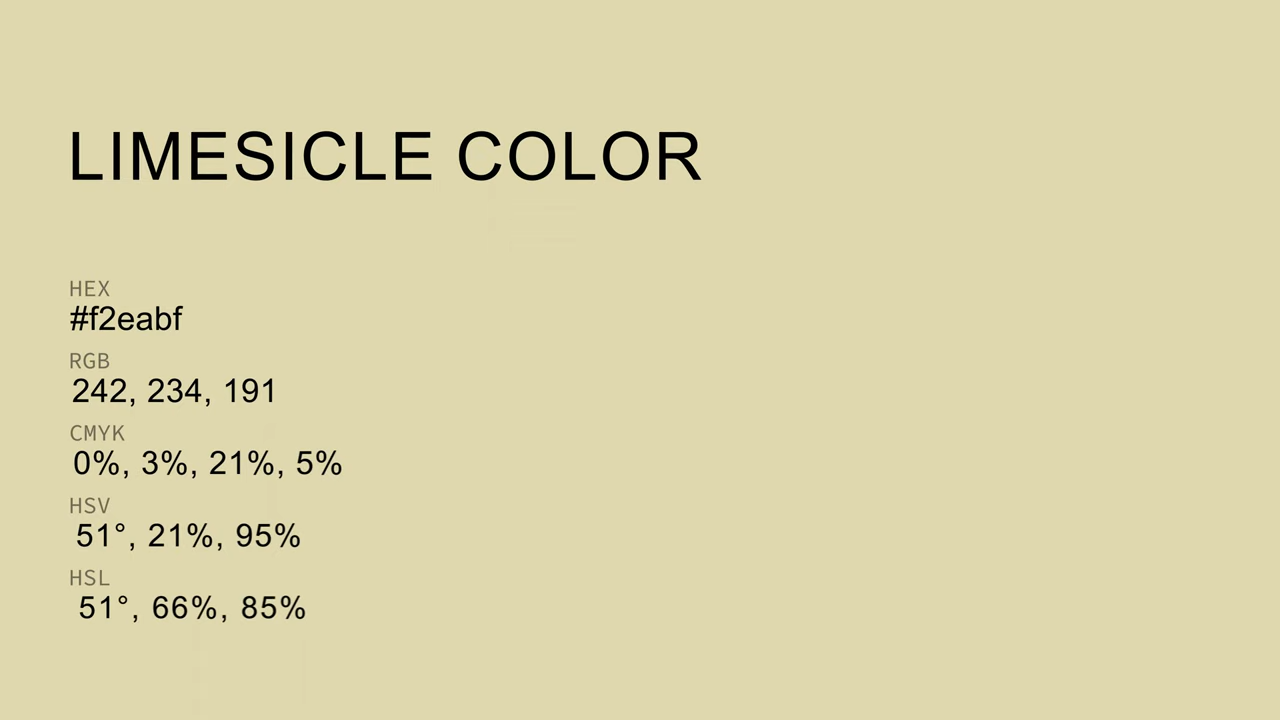 LIMESICLE COLOR
HEX
#f2eabf
RGB
242, 234, 191
CMYK
0%, 3%, 21%, 5%
HSV
51°, 21%, 95%
HSL
51°, 66%, 85%